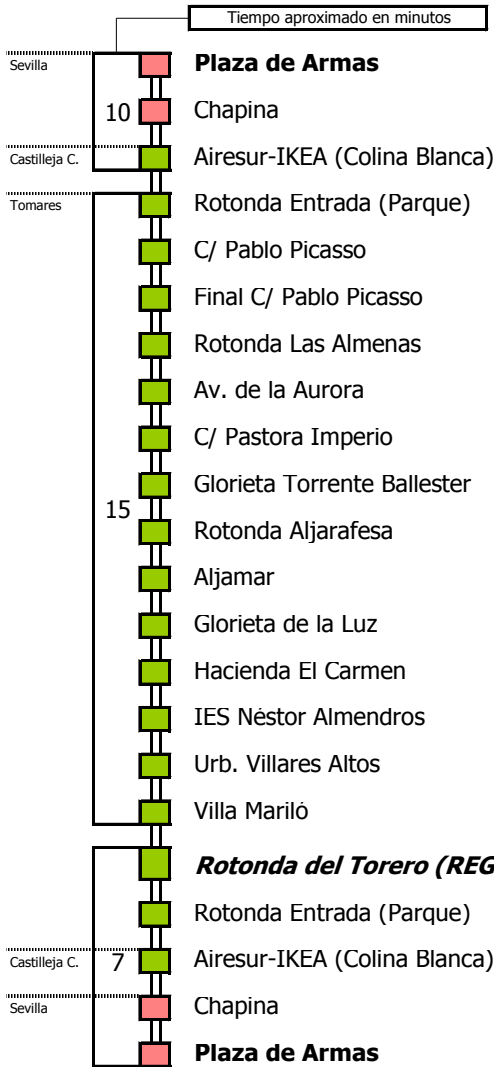 Tiempo aproximado en minutos
Sevilla
Plaza de Armas
10
Chapina
Castilleja C.
Airesur-IKEA (Colina Blanca)
Tomares
Rotonda Entrada (Parque)
C/ Pablo Picasso
Final C/ Pablo Picasso
Rotonda Las Almenas
Av. de la Aurora
C/ Pastora Imperio
Glorieta Torrente Ballester
15
Rotonda Aljarafesa
Aljamar
Glorieta de la Luz
Hacienda El Carmen
IES Néstor Almendros
Urb. Villares Altos
Villa Mariló
Rotonda del Torero (REG
Rotonda Entrada (Parque)
Castilleja C.
7
Airesur-IKEA (Colina Blanca)
Sevilla
Chapina
Plaza de Armas